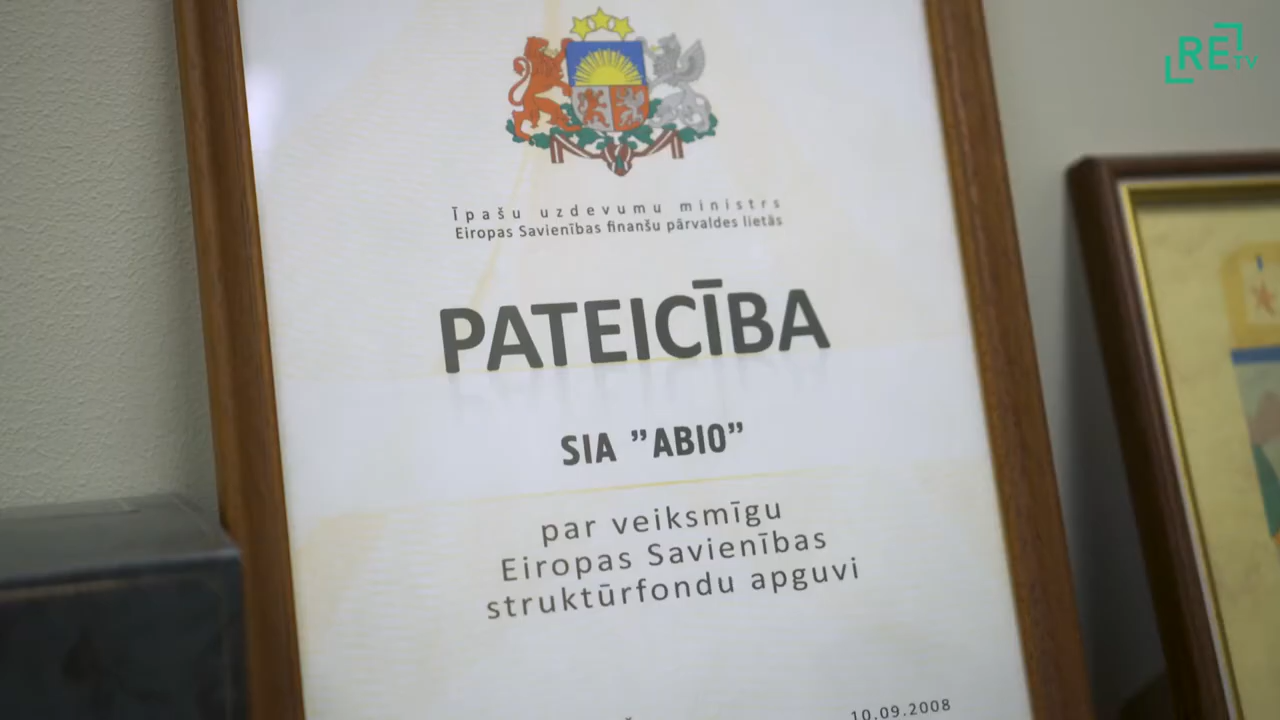 RE TV
Īpašu uzdevumu ministrs
Eiropas Savienības finanšu pārvaldes lietās
PATEICĪBA
SIA ”ABIO”
par veiksmīgu
Eiropas Savienības
struktūrfondu apguvi
10.09.2008